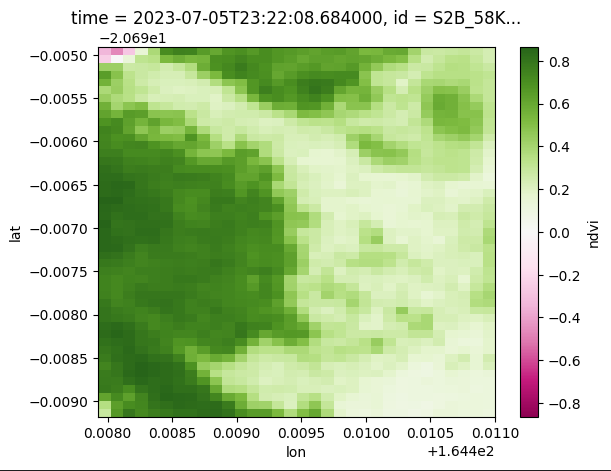 time = 2023-07-05T23:22:08.684000, id = S2B_58K...
−2.069e1
−0.0050
−0.0055
−0.0060
−0.0065
−0.0070
−0.0075
−0.0080
−0.0085
−0.0090
lat
0.0080 0.0085 0.0090 0.0095 0.0100 0.0105 0.0110
lon
+1.644e2
0.8
0.6
0.4
0.2
0.0
−0.2
−0.4
−0.6
−0.8
ndvi